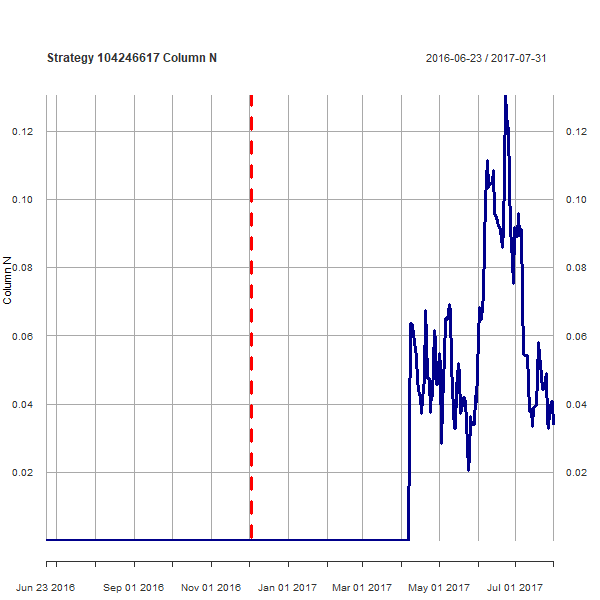 Strategy 104246617 Column N
2016-06-23 / 2017-07-31
0.12
0.12
0.10
0.10
0.08
0.08
Column N
0.06
0.06
0.04
0.04
0.02
0.02
Jun 23 2016
Sep 01 2016
Nov 01 2016
Jan 01 2017
Mar 01 2017
May 01 2017
Jul 01 2017